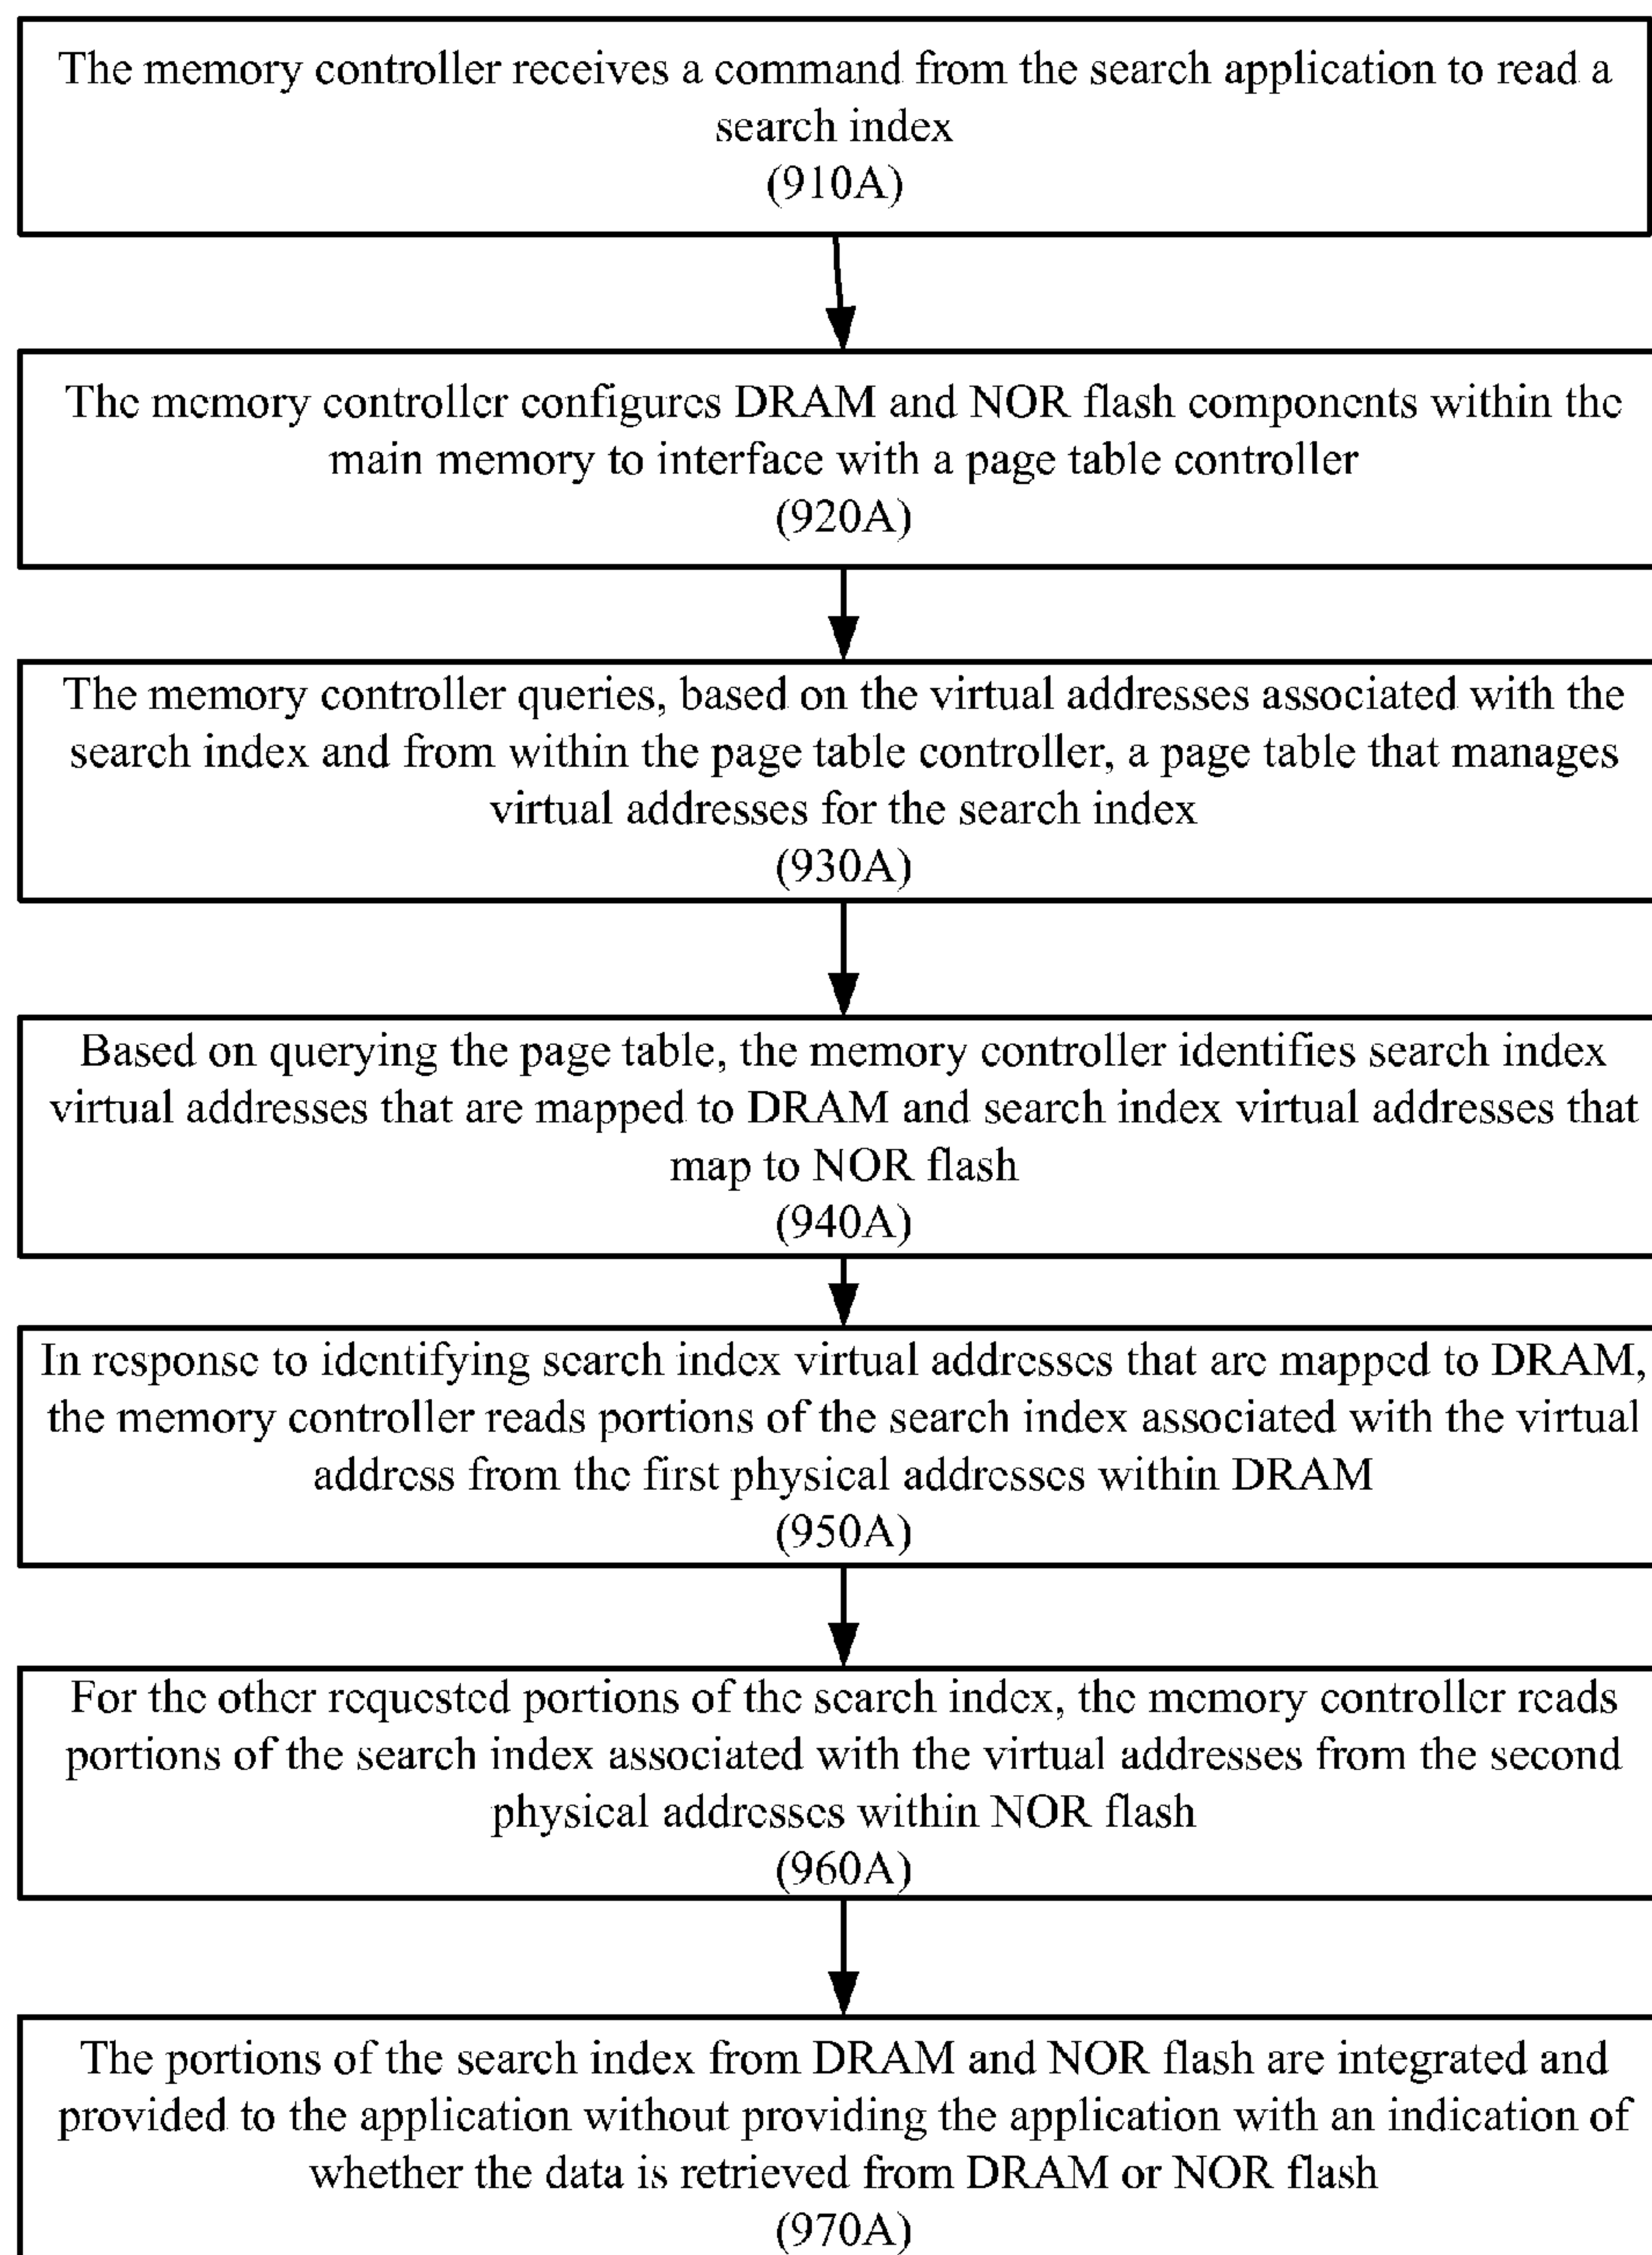 The memory controller receives a command from the search application to read a
search index
(910A)
The memory controller configures DRAM and NOR flash components within the
main memory to interface with a page table controller
(920A)
The memory controller queries, based on the virtual addresses associated with the
search index and from within the page table controller, a page table that manages
virtual addresses for the search index
(930A)
Based on querying the page table, the memory controller identifies search index
virtual addresses that are mapped to DRAM and search index virtual addresses that
map to NOR flash
(940A)
In response to identifying search index virtual addresses that are mapped to DRAM,
the memory controller reads portions of the search index associated with the virtual
address from the first physical addresses within DRAM
(950A)
For the other requested portions of the search index, the memory controller reads
portions of the search index associated with the virtual addresses from the second
physical addresses within NOR flash
(960A)
The portions of the search index from DRAM and NOR flash are integrated and
provided to the application without providing the application with an indication of
whether the data is retrieved from DRAM or NOR flash
(970A)